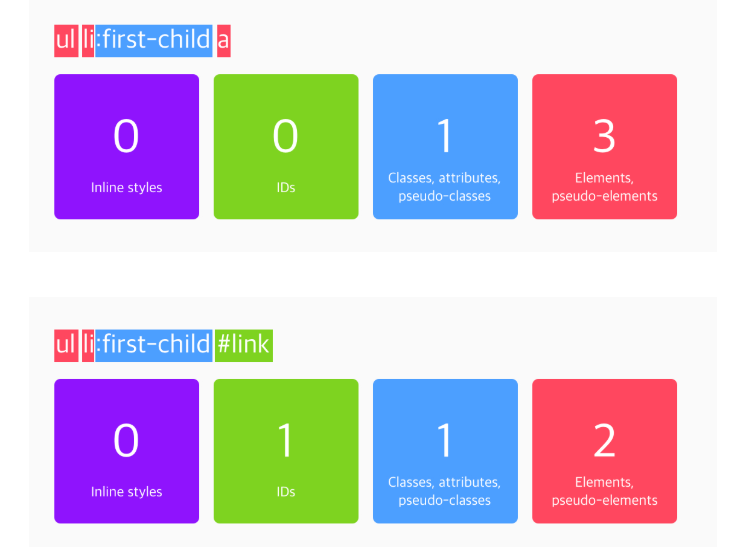 ul li:first-child a
0 0 1 3
Inline styles IDs Classes, attributes, pseudo-classes Elements, pseudo-elements
ul li:first-child #link
0 1 1 2
Inline styles IDs Classes, attributes, pseudo-classes Elements, pseudo-elements